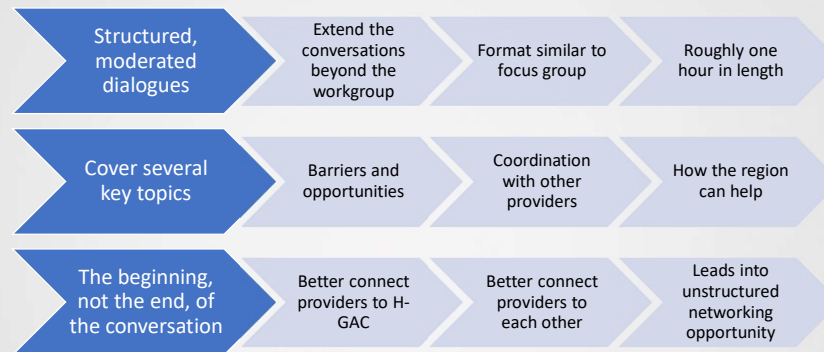 Structured,
moderated
dialogues
Extend the
conversations
beyond the
workgroup
Format similar to
focus group
Roughly one
hour in length
Cover several
key topics
Barriers and
opportunities
Coordination
with other
providers
How the region
can help
The beginning,
not the end, of
the conversation
Better connect
providers to H-
GAC
Better connect
providers to
each other
Leads into
unstructured
networking
opportunity